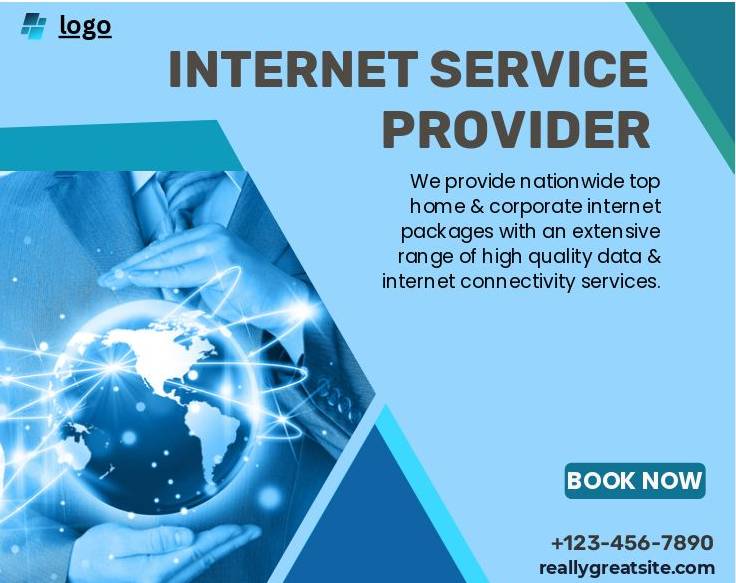 logo
INTERNET SERVICE
PROVIDER
We provide nationwide top
home & corporate internet
packages with an extensive
range of high quality data &
internet connectivity services.
BOOK NOW
+123-456-7890
reallygreatsite.com